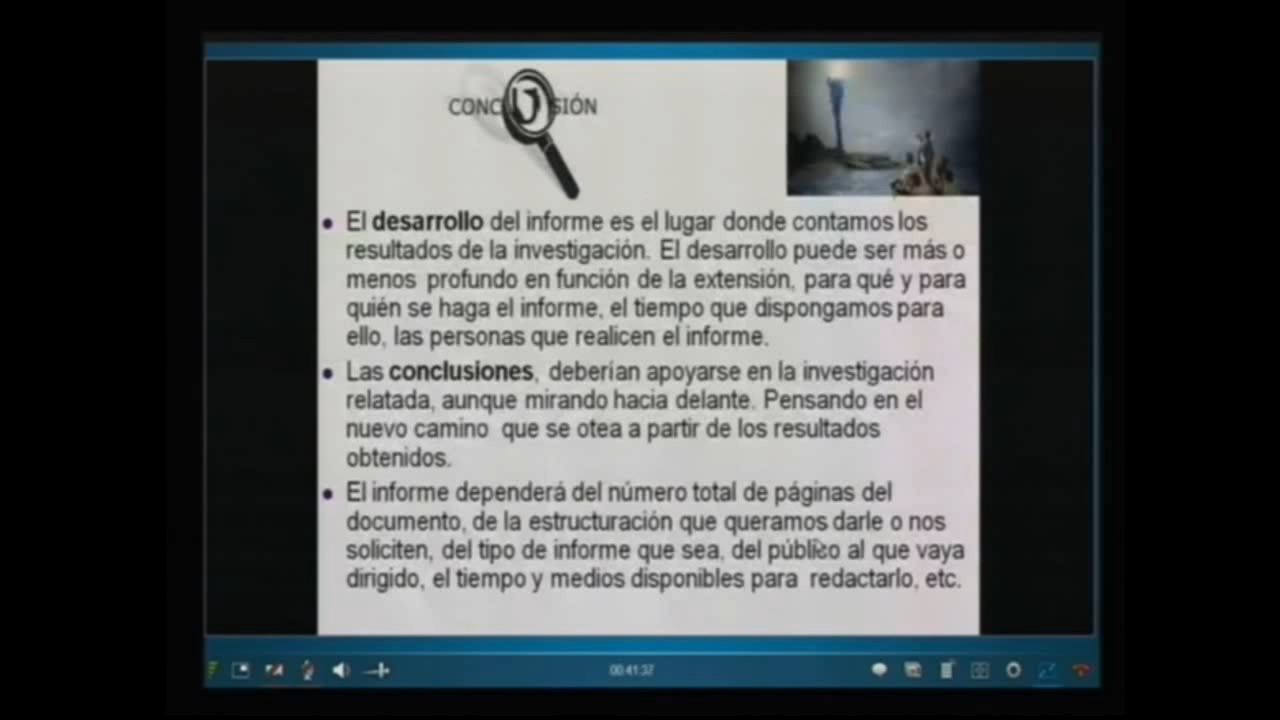 CONCLUSIÓN
El desarrollo del informe es el lugar donde contamos los
resultados de la investigación. El desarrollo puede ser más o
menos profundo en función de la extensión, para qué y para
quién se haga el informe, el tiempo que dispongamos para
ello, las personas que realicen el informe.
Las conclusiones, deberían apoyarse en la investigación
relatada, aunque mirando hacia delante. Pensando en el
nuevo camino que se otea a partir de los resultados
obtenidos.
El informe dependerá del número total de páginas del
documento, de la estructuración que queramos darle o nos
soliciten, del tipo de informe que sea, del público al que vaya
dirigido, el tiempo y medios disponibles para redactarlo, etc.
00:41:37